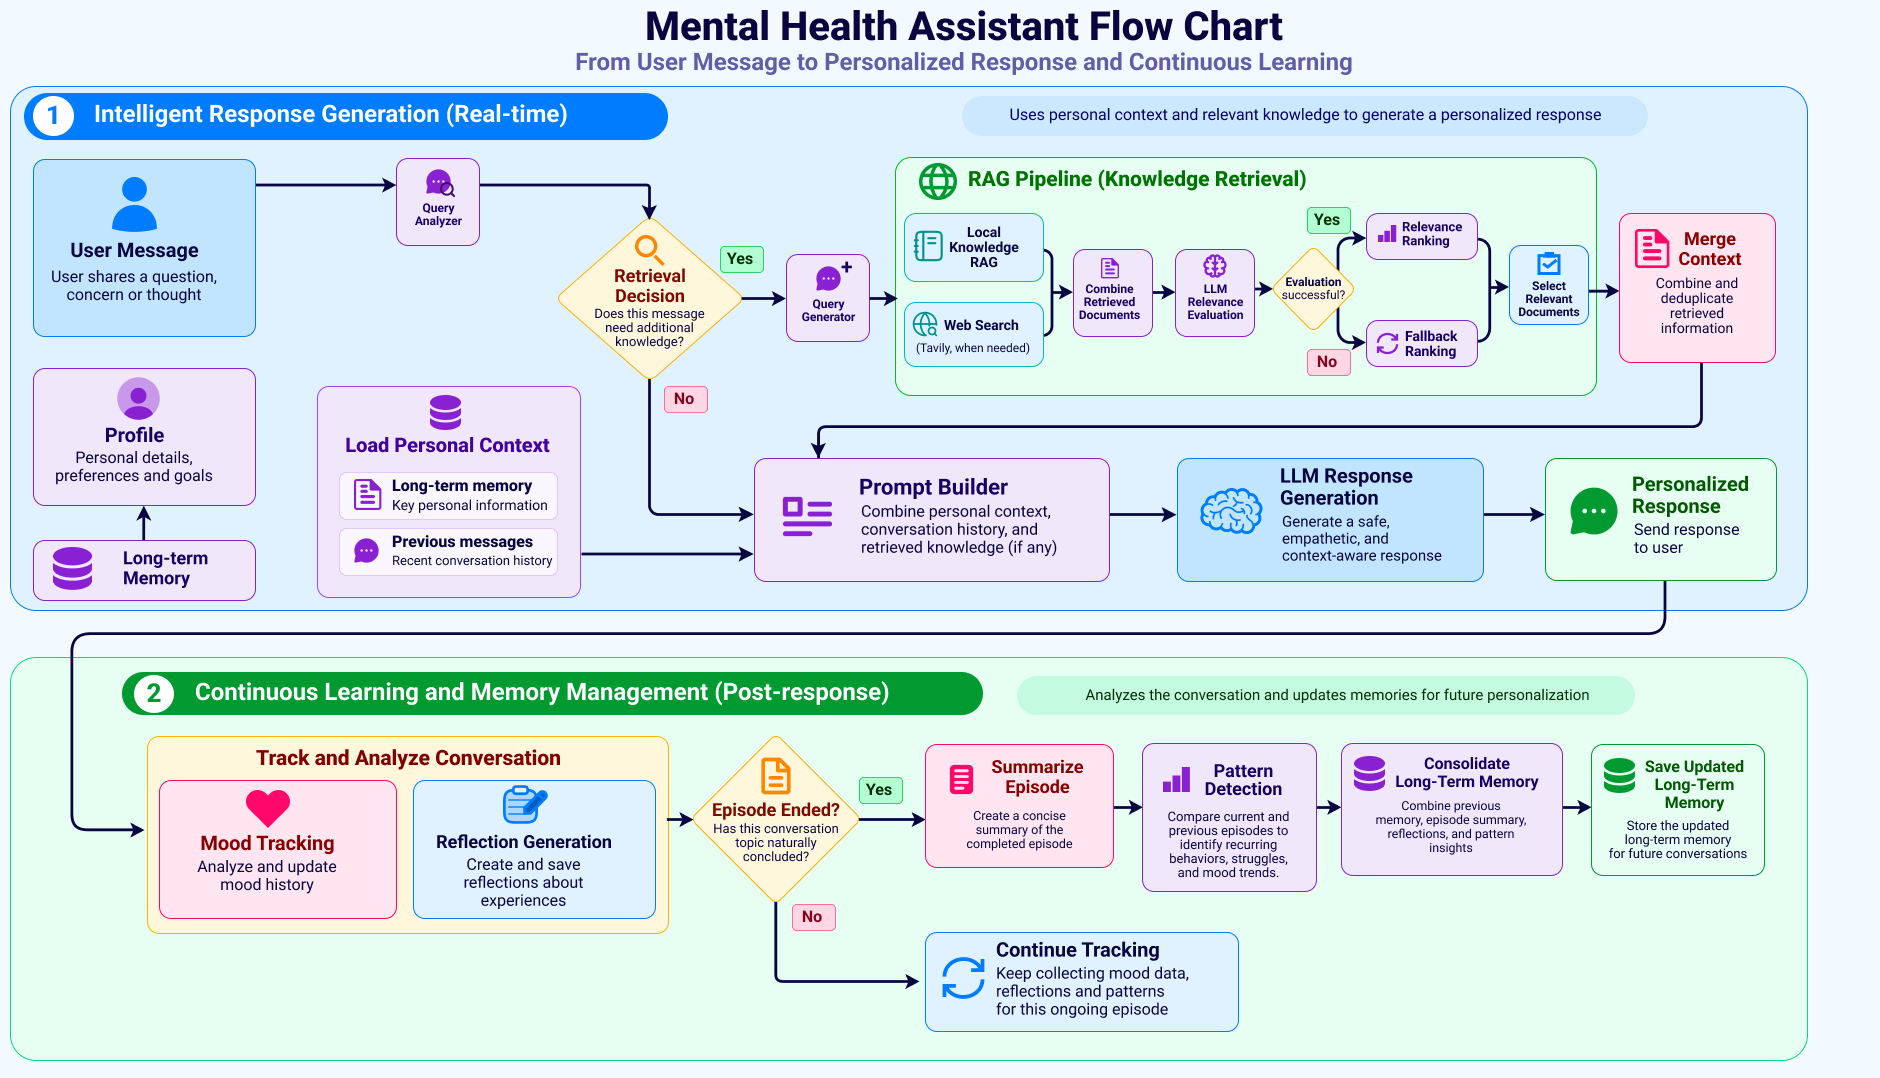 Mental Health Assistant Flow Chart
From User Message to Personalized Response and Continuous Learning
1
Intelligent Response Generation (Real-time)
Uses personal context and relevant knowledge to generate a personalized response
User Message
User shares a question,
concern or thought
Query
Analyzer
Retrieval
Decision
Does this message
need additional
knowledge?
Yes
No
Query
Generator
RAG Pipeline (Knowledge Retrieval)
Local
Knowledge
RAG
Web Search
(Tavily, when needed)
Combine
Retrieved
Documents
LLM
Relevance
Evaluation
Evaluation
successful?
Yes
No
Relevance
Ranking
Fallback
Ranking
Select
Relevant
Documents
Merge
Context
Combine and
deduplicate
retrieved
information
Profile
Personal details,
preferences and goals
Long-term
Memory
Load Personal Context
Long-term memory
Key personal information
Previous messages
Recent conversation history
Prompt Builder
Combine personal context,
conversation history, and
retrieved knowledge (if any)
LLM Response
Generation
Generate a safe,
empathetic, and
context-aware response
Personalized
Response
Send response
to user
2
Continuous Learning and Memory Management (Post-response)
Analyzes the conversation and updates memories for future personalization
Track and Analyze Conversation
Mood Tracking
Analyze and update
mood history
Reflection Generation
Create and save
reflections about
experiences
Episode Ended?
Has this conversation
topic naturally
concluded?
Yes
No
Summarize
Episode
Create a concise
summary of the
completed episode
Pattern
Detection
Compare current and
previous episodes to
identify recurring
behaviors, struggles,
and mood trends.
Consolidate
Long-Term Memory
Combine previous
memory, episode summary,
reflections, and pattern
insights
Save Updated
Long-Term
Memory
Store the updated
long-term memory
for future conversations
Continue Tracking
Keep collecting mood data,
reflections and patterns
for this ongoing episode